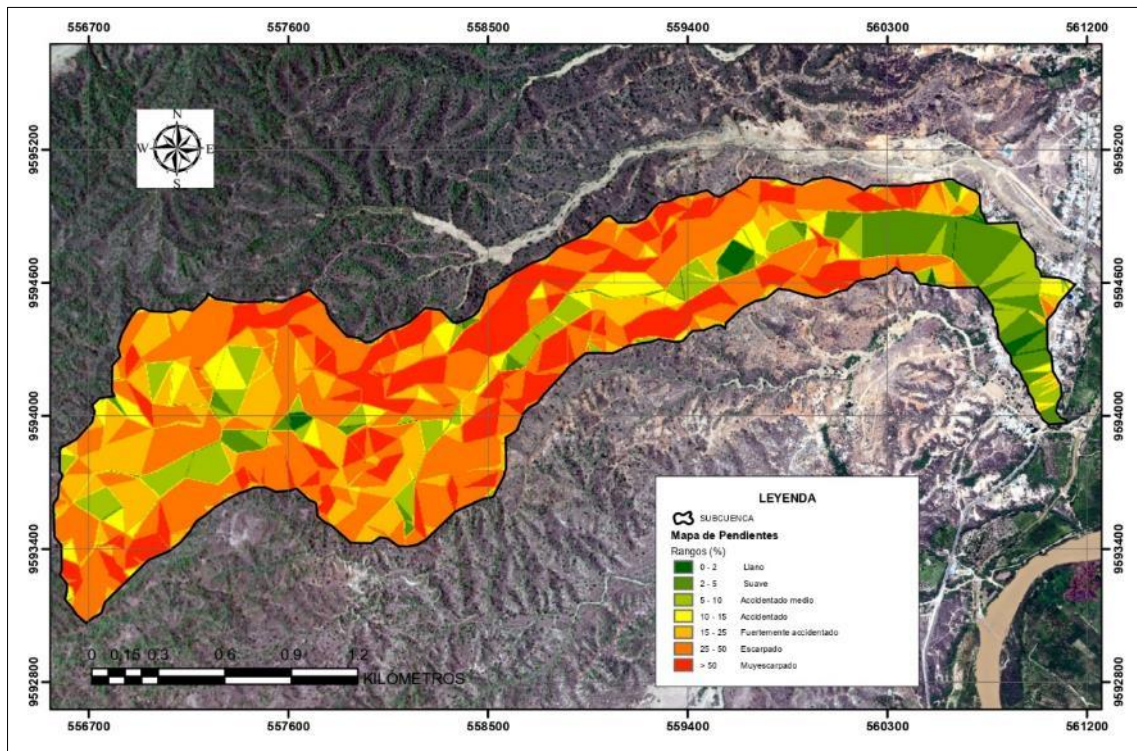 556700 557600 558500 559400 560300 561200
9595200 9595200
9594600 9594600
9594000 9594000
9593400 9593400
9592800 9592800
N
W E
S
LEYENDA
SUBCUENCA
Mapa de Pendientes
Rangos (%)
0 - 2 Llano
2 - 5 Suave
5 - 10 Accidentado medio
10 - 15 Accidentado
15 - 25 Fuertemente accidentado
25 - 50 Escarpado
> 50 Muyescarpado
0 0,15 0,3 0,6 0,9 1,2
KILÓMETROS
556700 557600 558500 559400 560300 561200